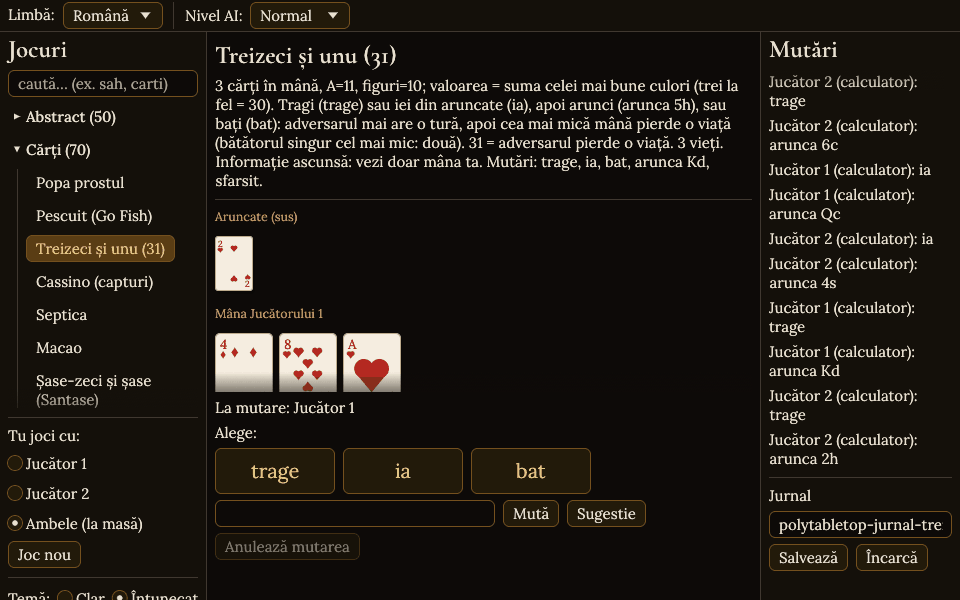 Limbă:
Română
Nivel AI:
Normal
Jocuri
caută... (ex. sah, carti)
Abstract (50)
Cărți (70)
Popa prostul
Pescuit (Go Fish)
Treizeci și unu (31)
Cassino (capturi)
Septica
Macao
Șase-zeci și șase
(Santase)
Tu joci cu:
Jucător 1
Jucător 2
Ambele (la masă)
Joc nou
Temă:
Clar
Întunecat
Treizeci și unu (31)
3 cărți în mână, A=11, figuri=10; valoarea = suma celei mai bune culori (trei la
fel = 30). Tragi (trage) sau iei din aruncate (ia), apoi arunci (arunca 5h), sau
bați (bat): adversarul mai are o tură, apoi cea mai mică mână pierde o viață
(bătătorul singur cel mai mic: două). 31 = adversarul pierde o viață. 3 vieți.
Informație ascunsă: vezi doar mâna ta. Mutări: trage, ia, bat, arunca Kd,
sfarsit.
Aruncate (sus)
2
2
Mâna Jucătorului 1
4
8
A
La mutare: Jucător 1
Alege:
trage
ia
bat
Mută
Sugestie
Anulează mutarea
Mutări
Jucător 2 (calculator):
trage
Jucător 2 (calculator):
arunca 6c
Jucător 1 (calculator): ia
Jucător 1 (calculator):
arunca Qc
Jucător 2 (calculator): ia
Jucător 2 (calculator):
arunca 4s
Jucător 1 (calculator):
trage
Jucător 1 (calculator):
arunca Kd
Jucător 2 (calculator):
trage
Jucător 2 (calculator):
arunca 2h
Jurnal
polytabletop-jurnal-tre
Salvează
Încarcă